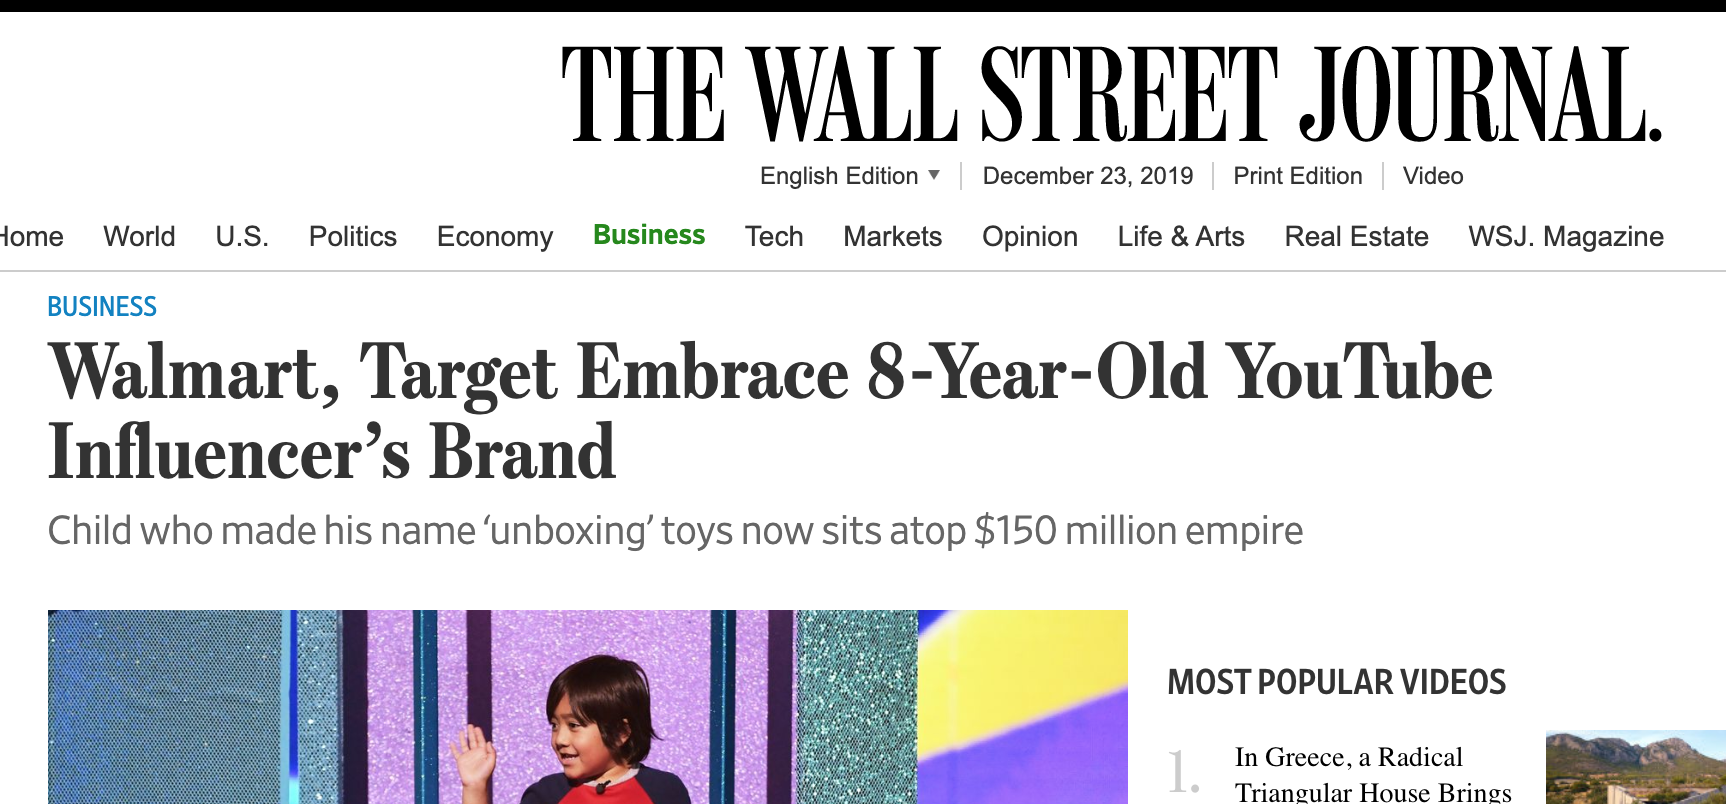 THE WALL STREET JOURNAL.
English Edition ▼ December 23, 2019 Print Edition Video
Home World U.S. Politics Economy Business Tech Markets Opinion Life & Arts Real Estate WSJ. Magazine
BUSINESS
Walmart, Target Embrace 8-Year-Old YouTube
Influencer’s Brand
Child who made his name ‘unboxing’ toys now sits atop $150 million empire
MOST POPULAR VIDEOS
1. In Greece, a Radical
Triangular House Brings